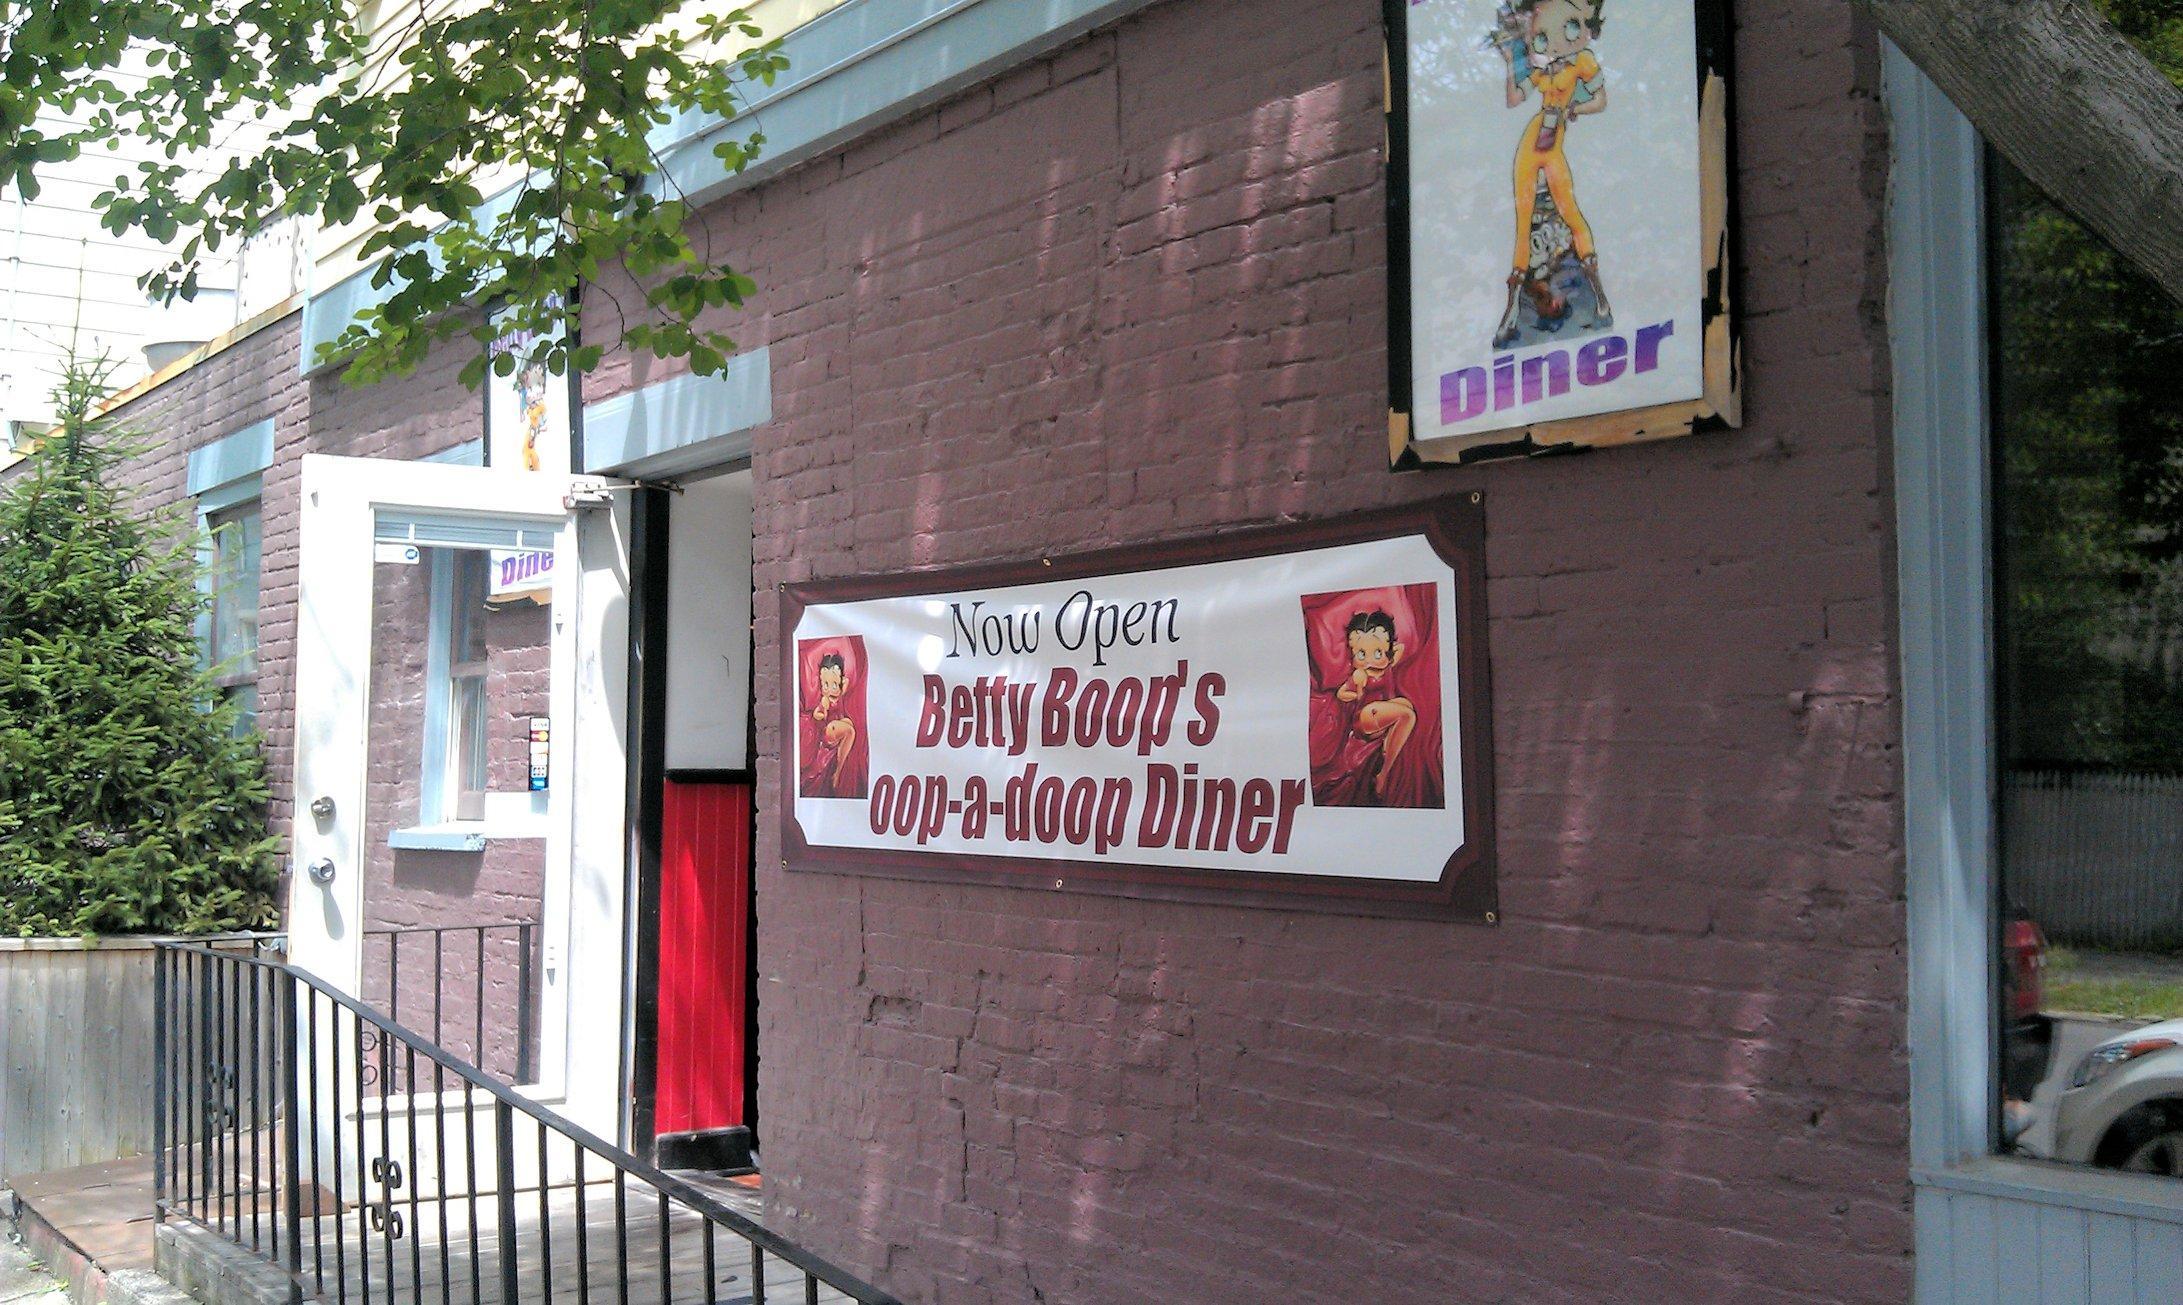 Diner
Now Open
Betty Boop's
oop-a-doop Diner
Dine